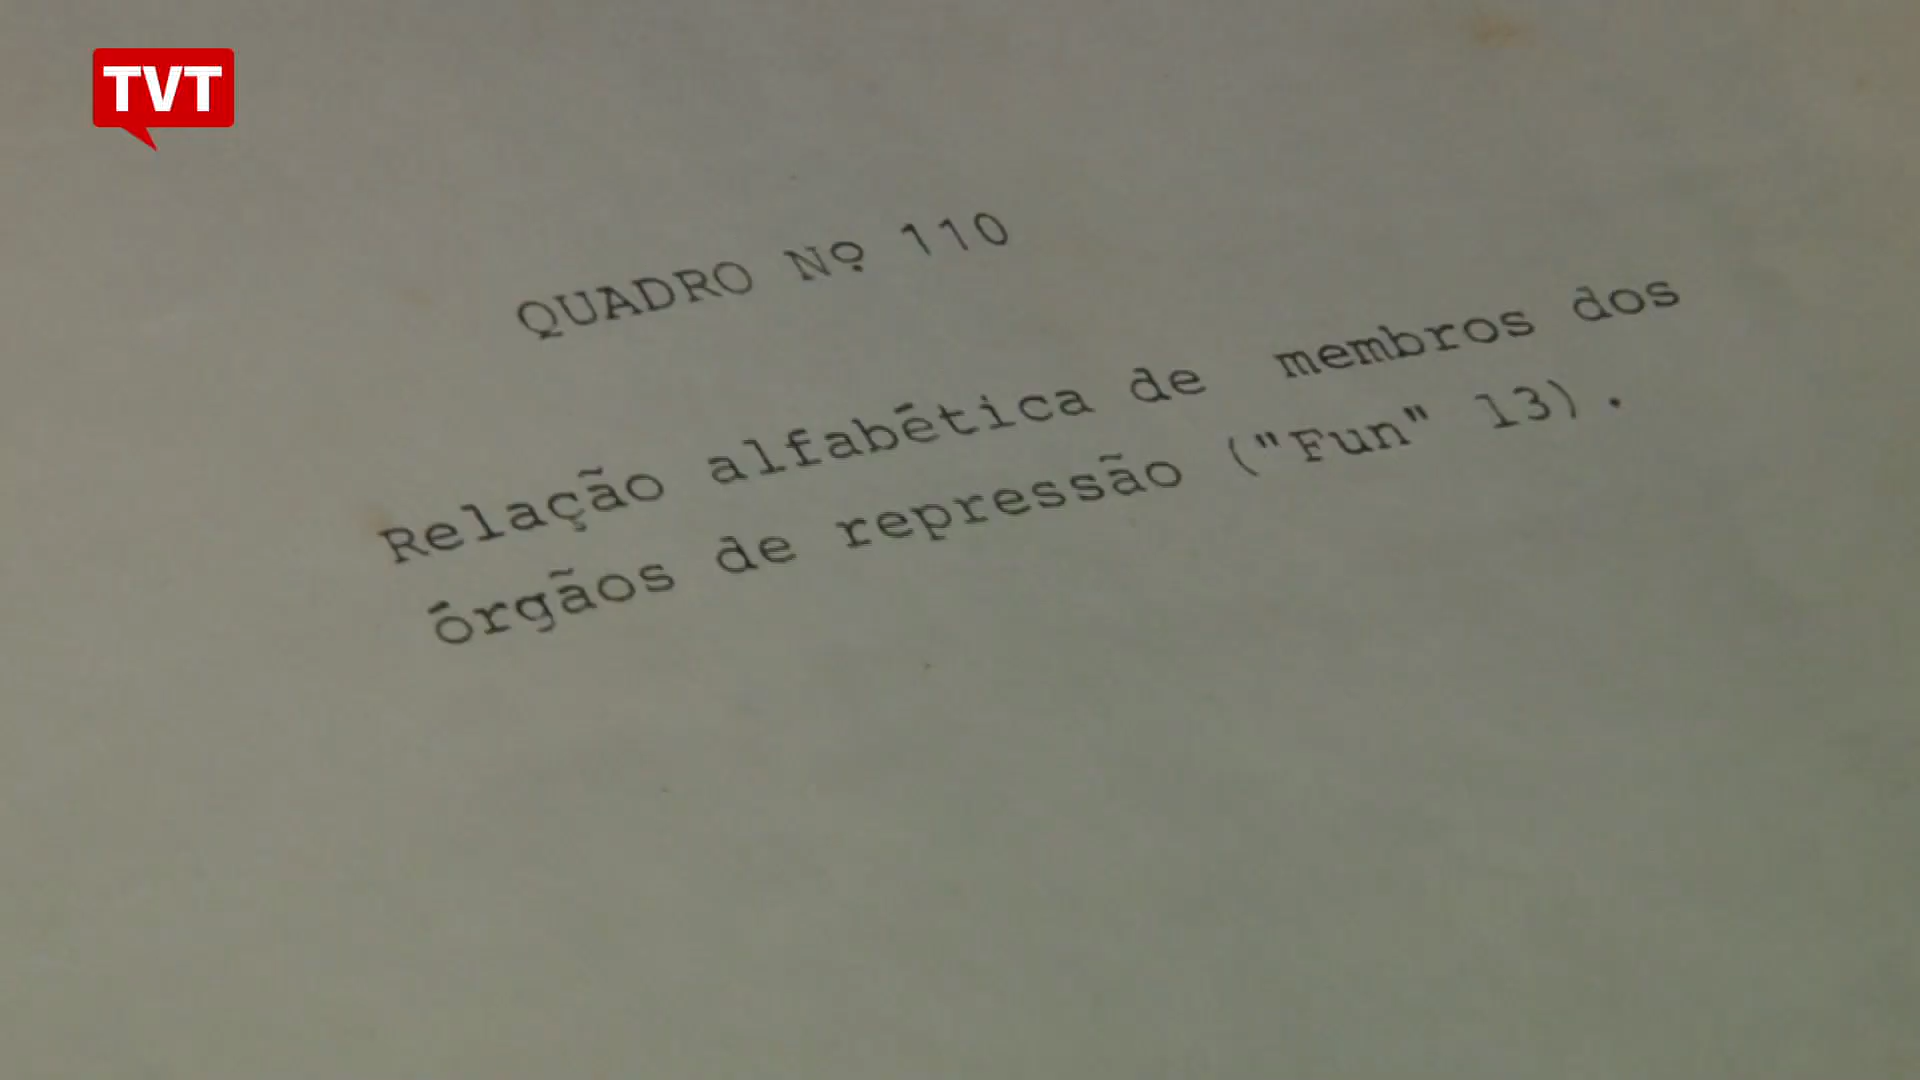 TVT
QUADRO Nº 110
Relação alfabética de membros dos
órgãos de repressão ("Fun" 13).